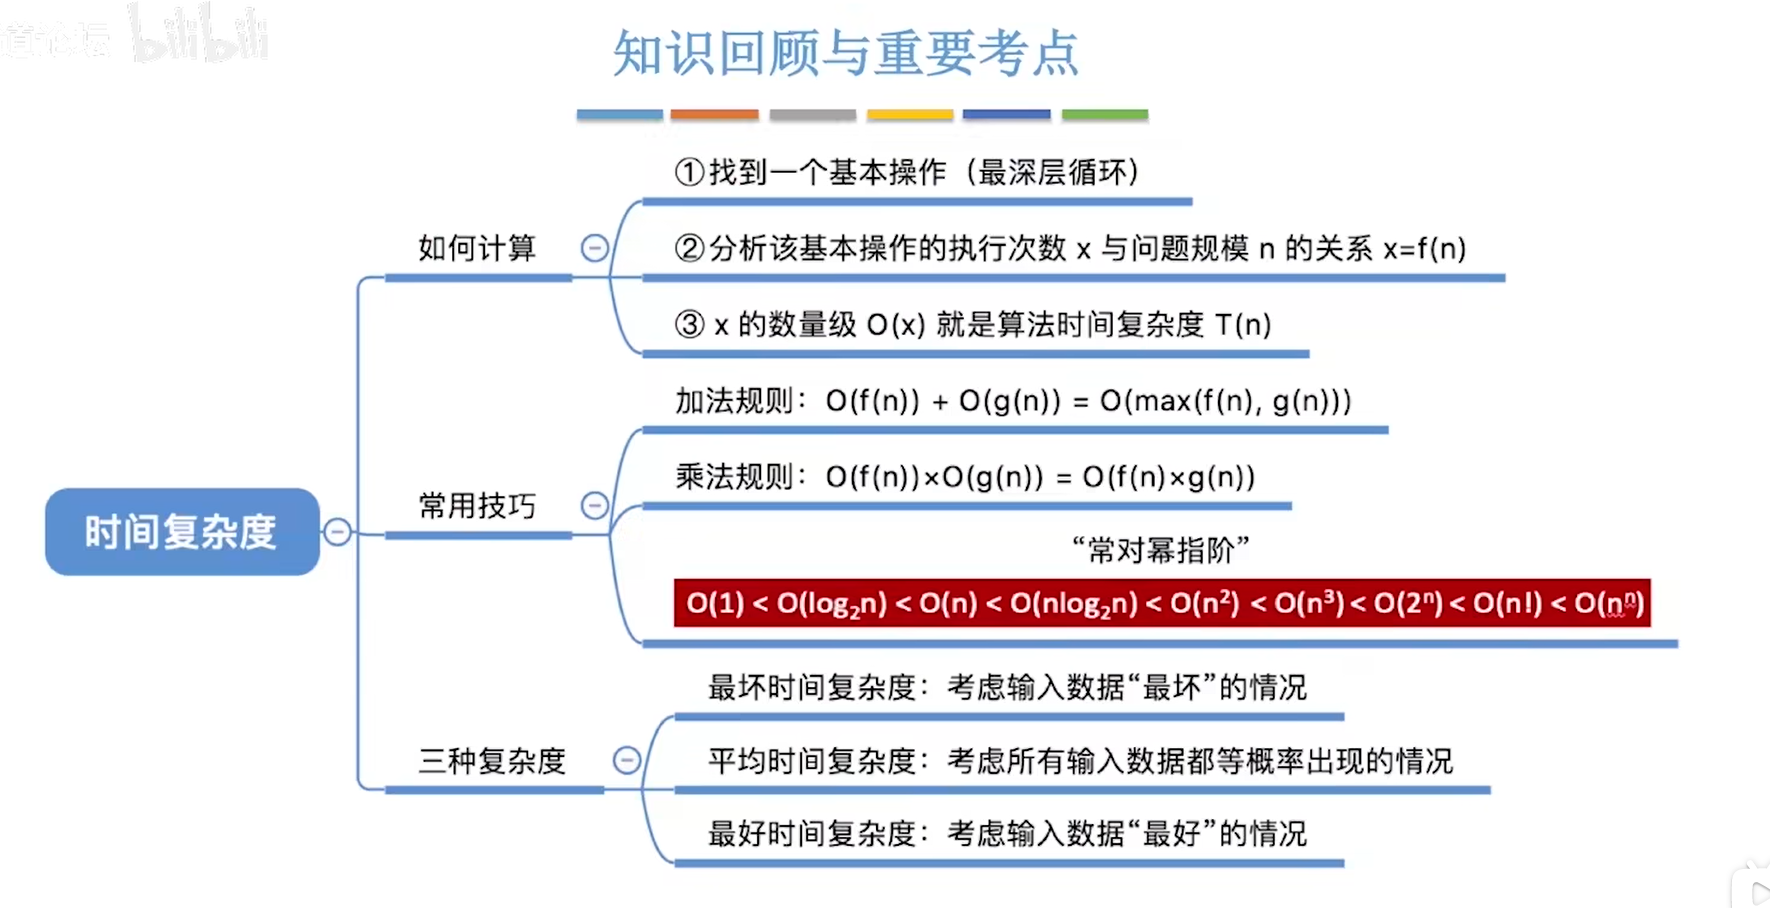 道论坛 bilibili
知识回顾与重要考点
①找到一个基本操作（最深层循环）
如何计算
②分析该基本操作的执行次数 x 与问题规模 n 的关系 x=f(n)
③ x 的数量级 O(x) 就是算法时间复杂度 T(n)
加法规则：O(f(n)) + O(g(n)) = O(max(f(n), g(n)))
乘法规则：O(f(n))×O(g(n)) = O(f(n)×g(n))
常用技巧
“常对幂指阶”
O(1) < O(log₂n) < O(n) < O(nlog₂n) < O(n²) < O(n³) < O(2ⁿ) < O(n!) < O(nⁿ)
时间复杂度
最坏时间复杂度：考虑输入数据“最坏”的情况
三种复杂度
平均时间复杂度：考虑所有输入数据都等概率出现的情况
最好时间复杂度：考虑输入数据“最好”的情况